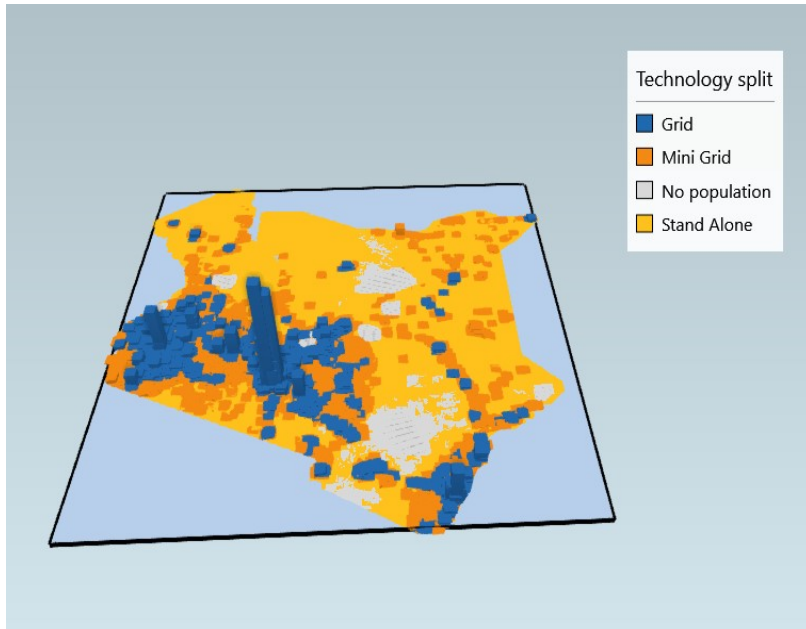 Technology split
Grid
Mini Grid
No population
Stand Alone